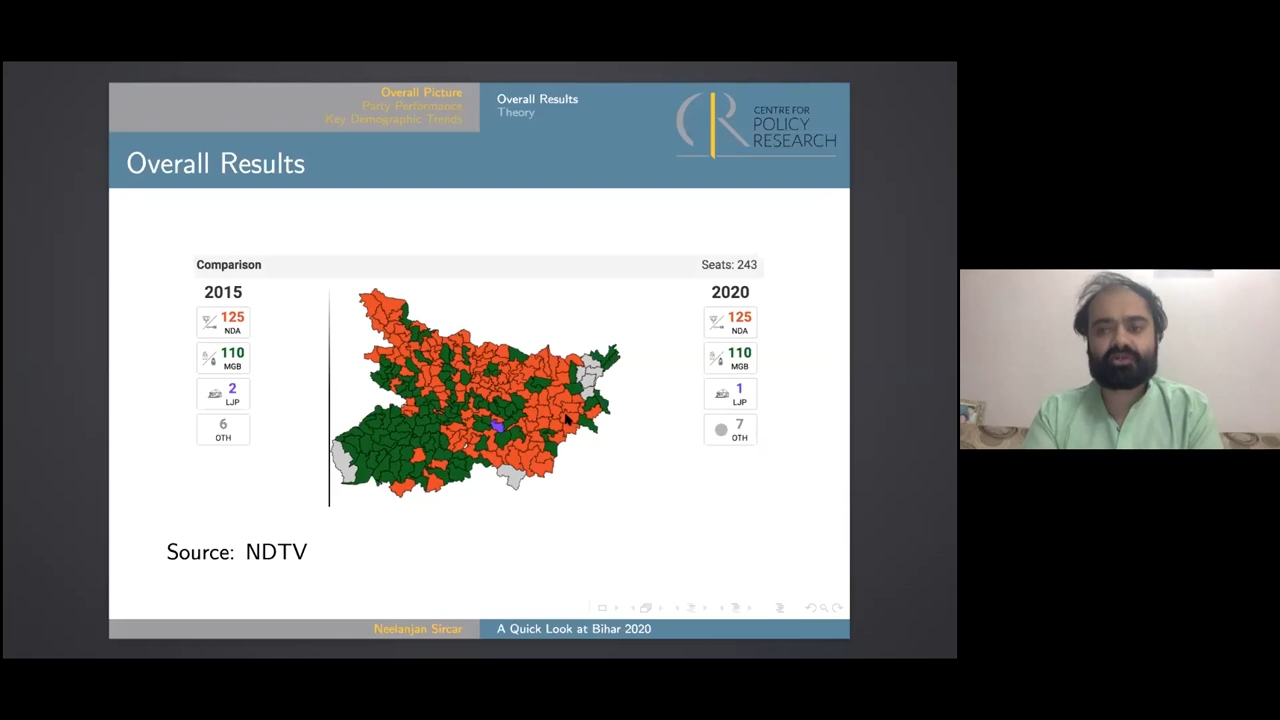 Overall Picture
Party Performance
Key Demographic Trends
Overall Results
Theory
CENTRE FOR
POLICY
RESEARCH
Overall Results
Comparison
Seats: 243
2015
125
NDA
110
MGB
2
LJP
6
OTH
2020
125
NDA
110
MGB
1
LJP
7
OTH
Source: NDTV
Neelanjan Sircar
A Quick Look at Bihar 2020